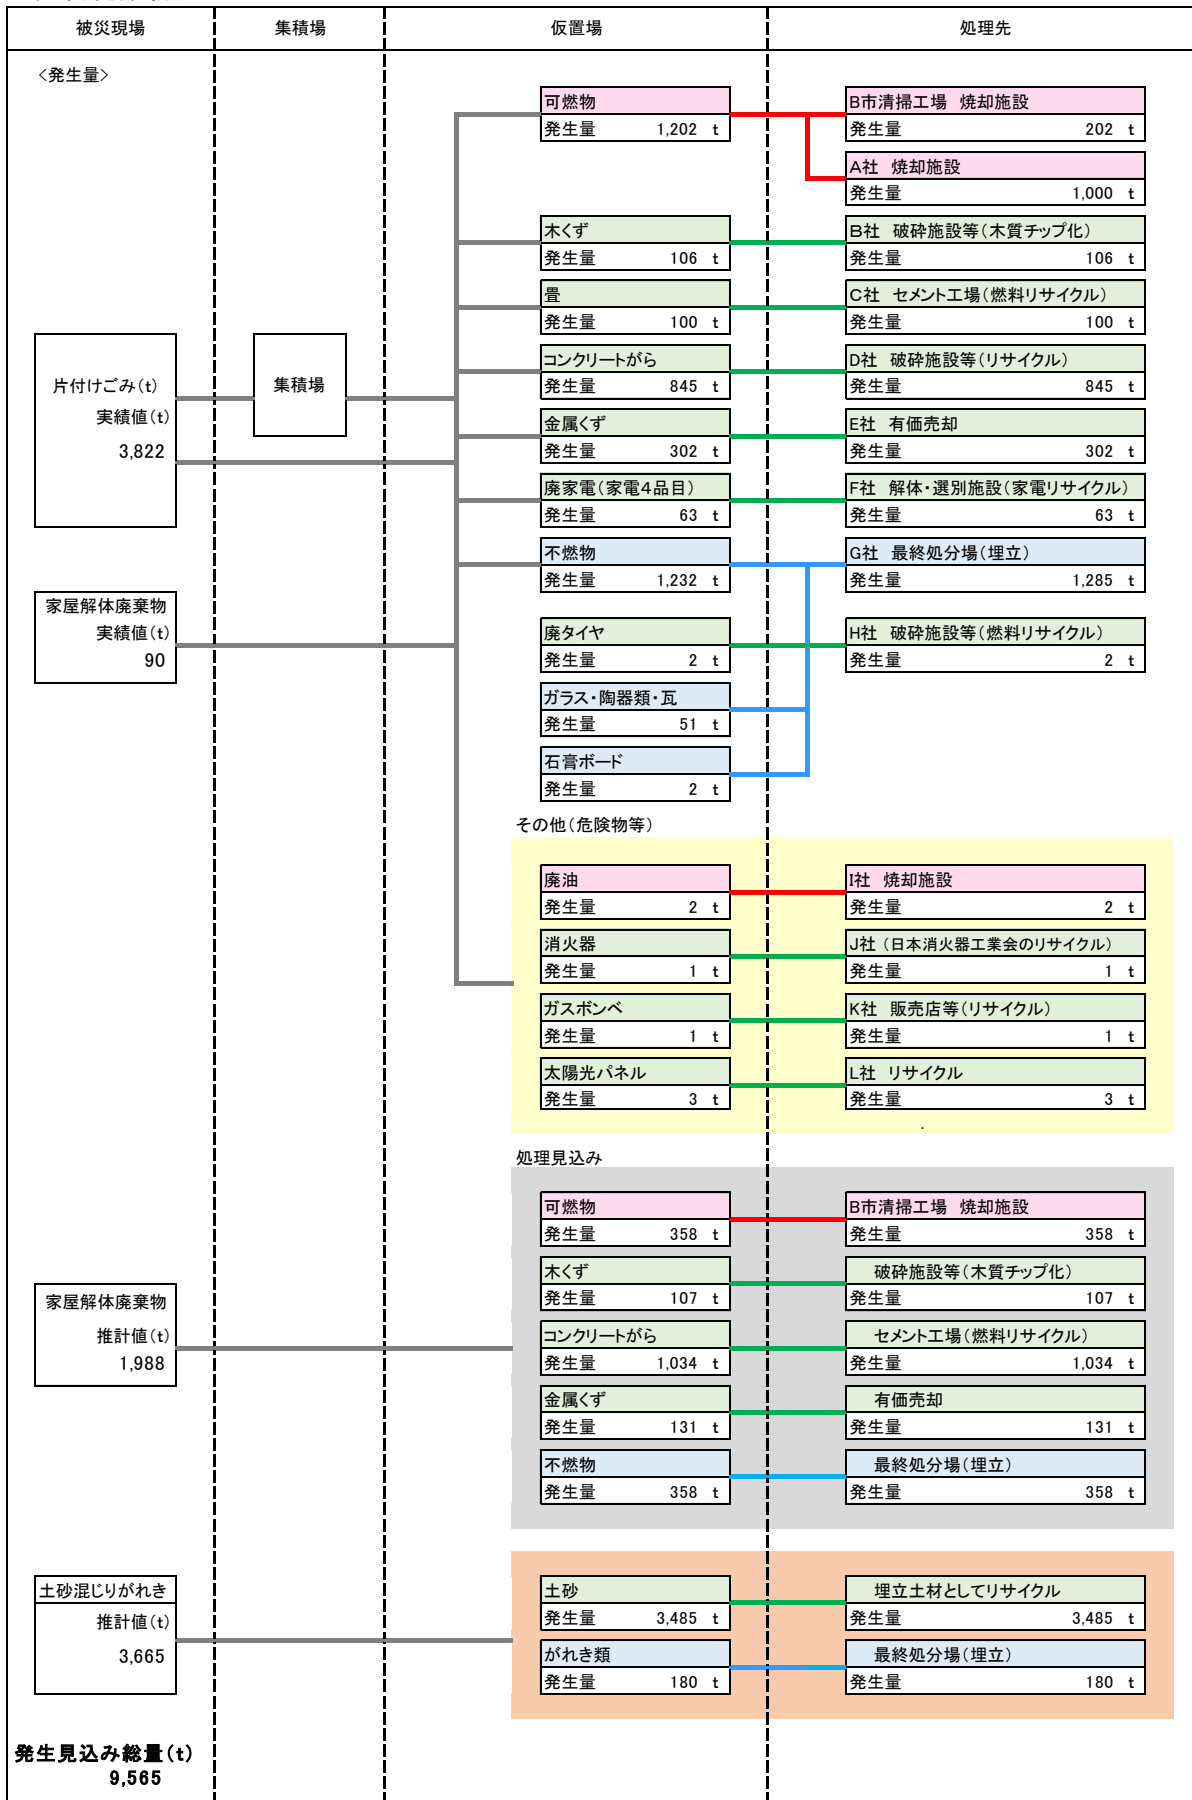 被災現場 集積場 仮置場 処理先
<発生量>
可燃物 B市清掃工場 焼却施設
発生量 1,202 t 発生量 202 t
A社 焼却施設
発生量 1,000 t
木くず B社 破砕施設等(木質チップ化)
発生量 106 t 発生量 106 t
畳 C社 セメント工場(燃料リサイクル)
発生量 100 t 発生量 100 t
片付けごみ(t)
実績値(t)
3,822
集積場
コンクリートがら D社 破砕施設等(リサイクル)
発生量 845 t 発生量 845 t
金属くず E社 有価売却
発生量 302 t 発生量 302 t
廃家電(家電4品目) F社 解体・選別施設(家電リサイクル)
発生量 63 t 発生量 63 t
不燃物 G社 最終処分場(埋立)
発生量 1,232 t 発生量 1,285 t
家屋解体廃棄物
実績値(t)
90
廃タイヤ H社 破砕施設等(燃料リサイクル)
発生量 2 t 発生量 2 t
ガラス・陶器類・瓦
発生量 51 t
石膏ボード
発生量 2 t
その他(危険物等)
廃油 I社 焼却施設
発生量 2 t 発生量 2 t
消火器 J社 (日本消火器工業会のリサイクル)
発生量 1 t 発生量 1 t
ガスボンベ K社 販売店等(リサイクル)
発生量 1 t 発生量 1 t
太陽光パネル L社 リサイクル
発生量 3 t 発生量 3 t
処理見込み
可燃物 B市清掃工場 焼却施設
発生量 358 t 発生量 358 t
木くず 破砕施設等(木質チップ化)
発生量 107 t 発生量 107 t
家屋解体廃棄物
推計値(t)
1,988
コンクリートがら セメント工場(燃料リサイクル)
発生量 1,034 t 発生量 1,034 t
金属くず 有価売却
発生量 131 t 発生量 131 t
不燃物 最終処分場(埋立)
発生量 358 t 発生量 358 t
土砂混じりがれき
推計値(t)
3,665
土砂 埋立土材としてリサイクル
発生量 3,485 t 発生量 3,485 t
がれき類 最終処分場(埋立)
発生量 180 t 発生量 180 t
発生見込み総量(t)
9,565